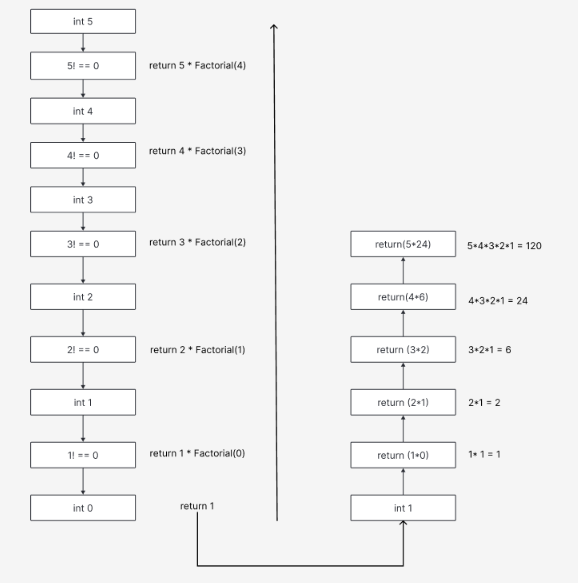 int 5
5! == 0
return 5 * Factorial(4)
int 4
4! == 0
return 4 * Factorial(3)
int 3
3! == 0
return 3 * Factorial(2)
int 2
2! == 0
return 2 * Factorial(1)
int 1
1! == 0
return 1 * Factorial(0)
int 0
return 1
return(5*24)
5*4*3*2*1 = 120
return(4*6)
4*3*2*1 = 24
return (3*2)
3*2*1 = 6
return (2*1)
2*1 = 2
return (1*0)
1* 1 = 1
int 1